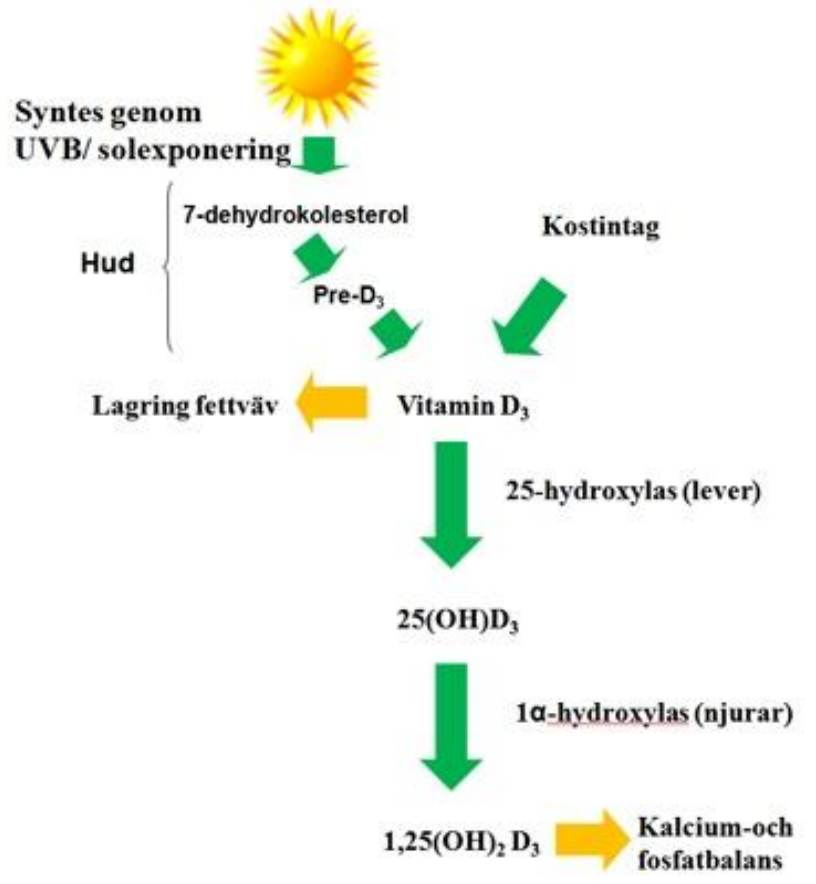 Syntes genom
UVB/ solexponering
7-dehydrokolesterol
Kostintag
Hud
Pre-D₃
Lagring fettväv
Vitamin D₃
25-hydroxylas (lever)
25(OH)D₃
1α-hydroxylas (njurar)
1,25(OH)₂ D₃
Kalcium-och
fosfatbalans